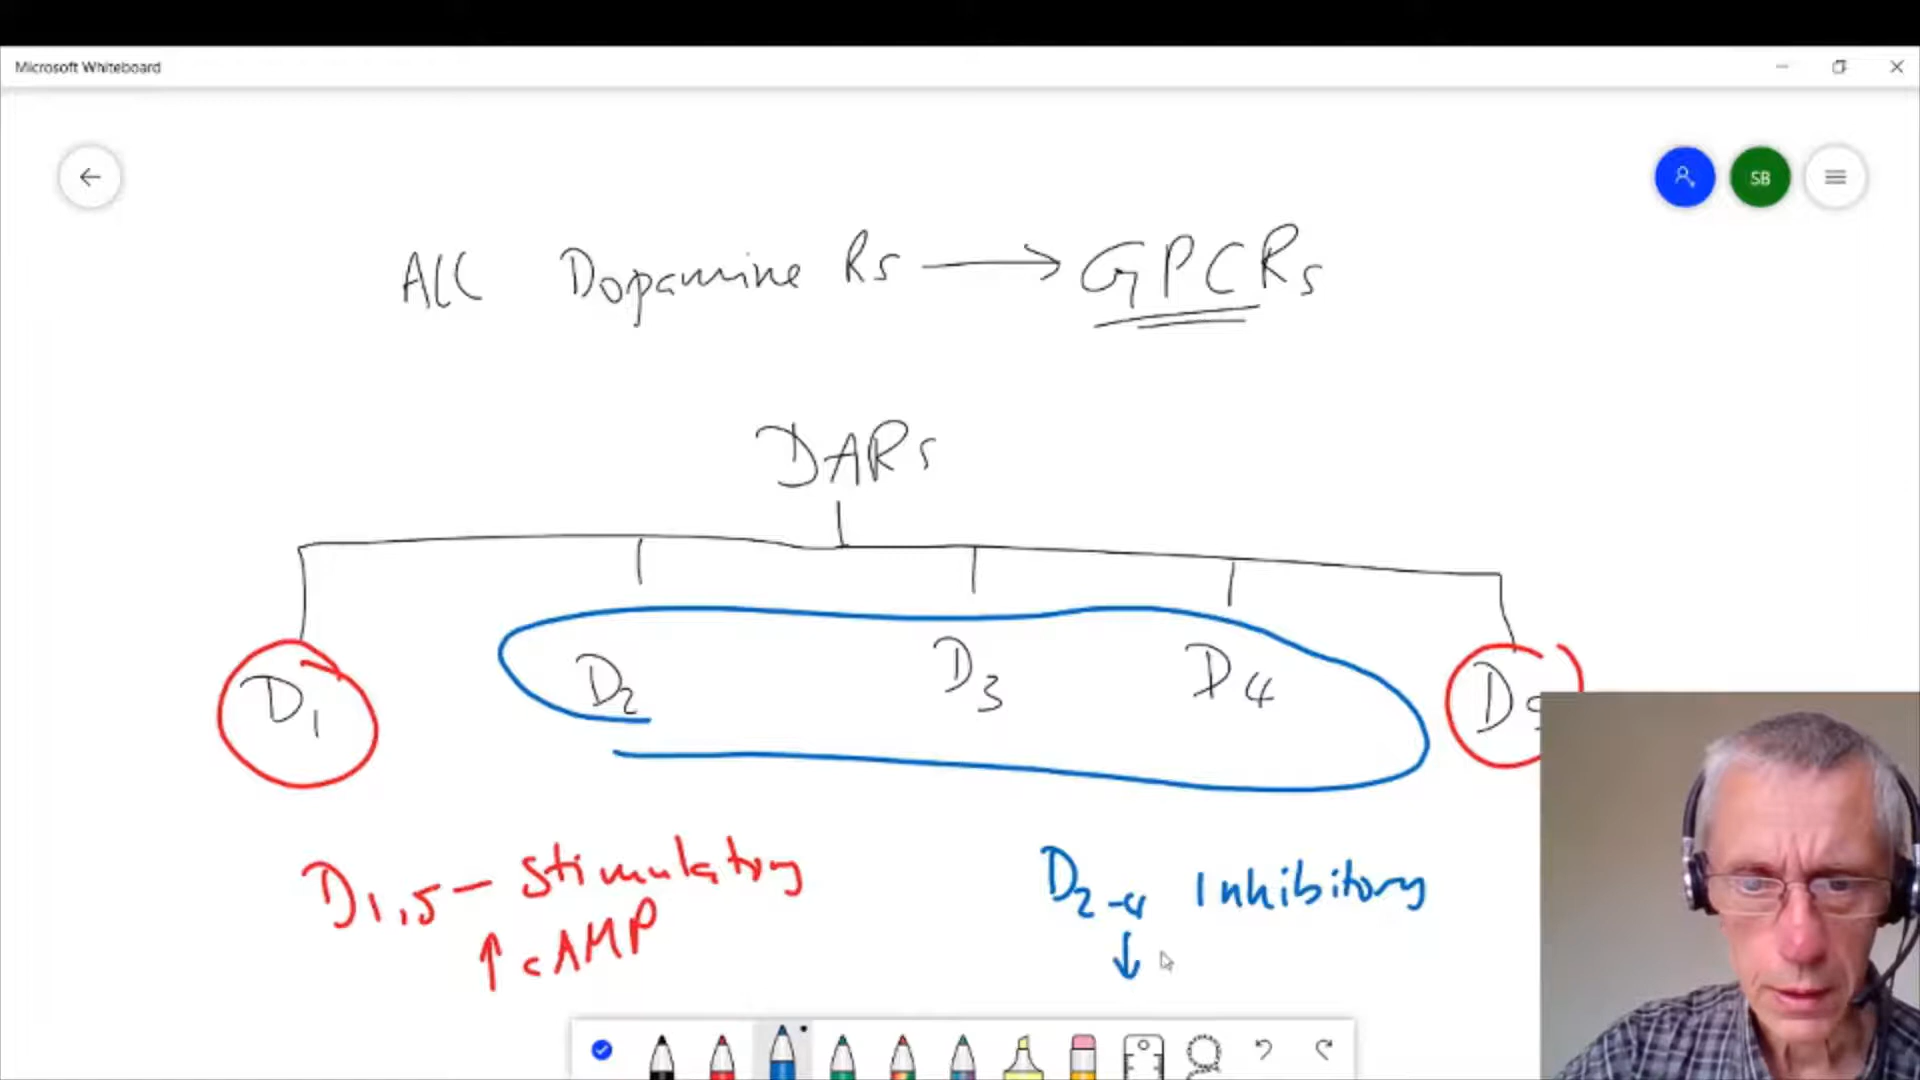 Microsoft Whiteboard
SB
All Dopamine Rs → GPCRs
DARs
D1 D2 D3 D4 D5
D1,5 – Stimulatory
↑ cAMP
D2-4 Inhibitory
↓